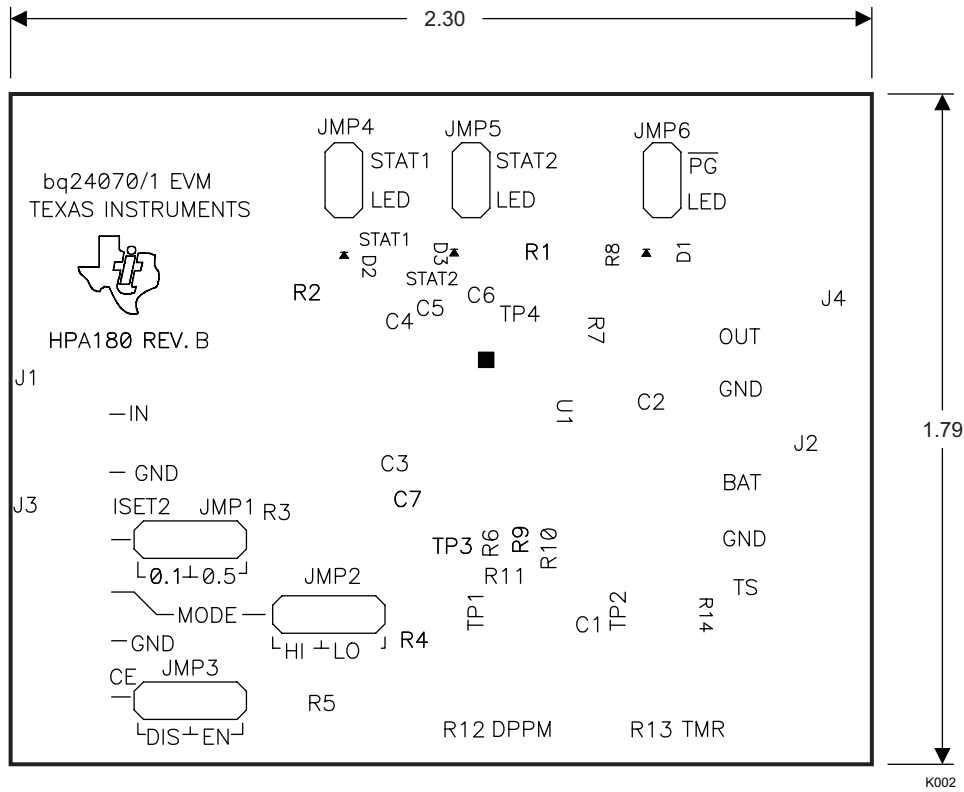 2.30
JMP4 JMP5 JMP6
STAT1 STAT2 PG
LED LED LED
bq24070/1 EVM
TEXAS INSTRUMENTS
STAT1 D2 D3 R1 R8 D1
STAT2
R2 C4 C5 C6 TP4 R7 J4
ti
HPA180 REV. B
OUT
J1
GND
IN
U1 C2
J2
GND
C3
BAT
J3
C7
ISET2 JMP1 R3
GND
0.1 0.5
TP3 R6 R9 R10
R11
TS
JMP2
MODE
TP1 C1 TP2 R14
GND
HI LO
R4
CE JMP3
R5
DIS EN
R12 DPPM R13 TMR
1.79
K002